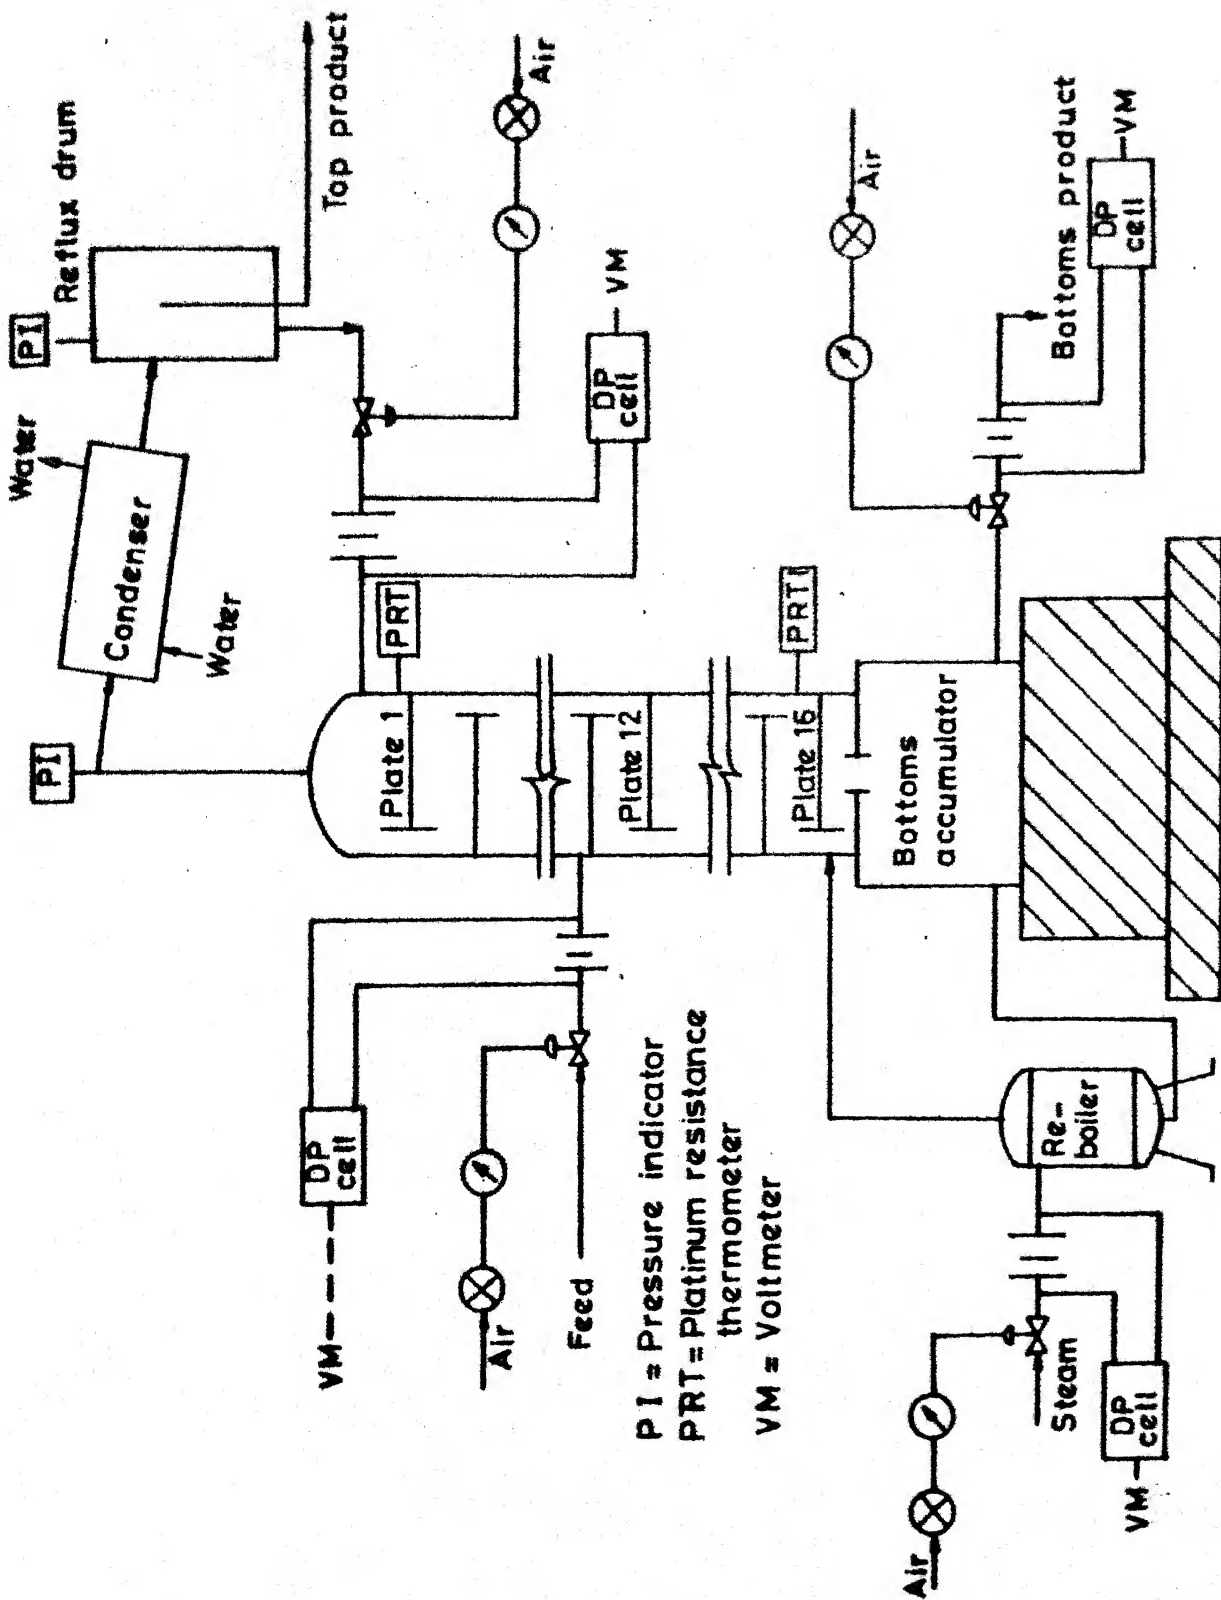 PI
Water
Reflux drum
Condenser
Water
Top product
Air
PI
PRT
DP
cell
VM
Plate 1
Plate 12
Plate 16
PRT
Air
Bottoms product
DP
cell
VM
Bottoms
accumulator
DP
cell
VM
Air
Feed
Re-
boiler
Steam
DP
cell
VM
Air
PI = Pressure indicator
PRT = Platinum resistance
thermometer
VM = Voltmeter